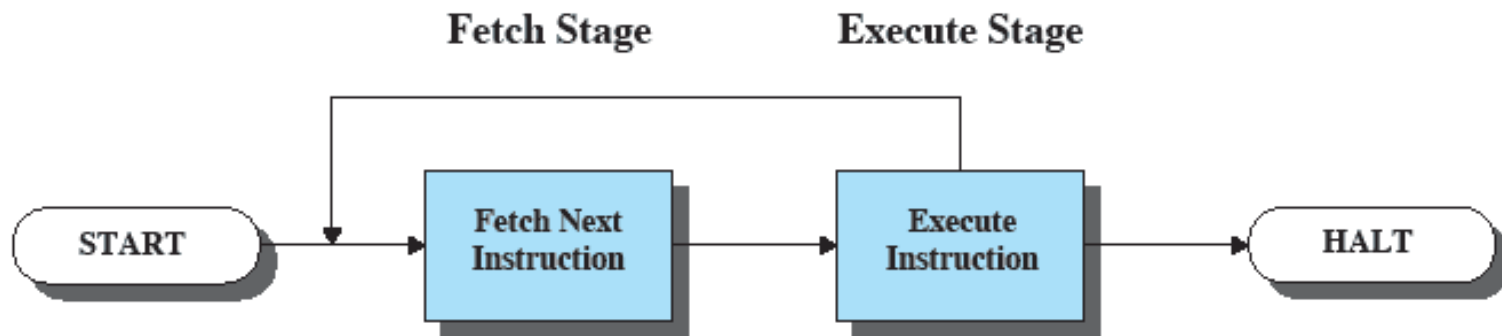 Fetch Stage
Execute Stage
START
Fetch Next
Instruction
Execute
Instruction
HALT